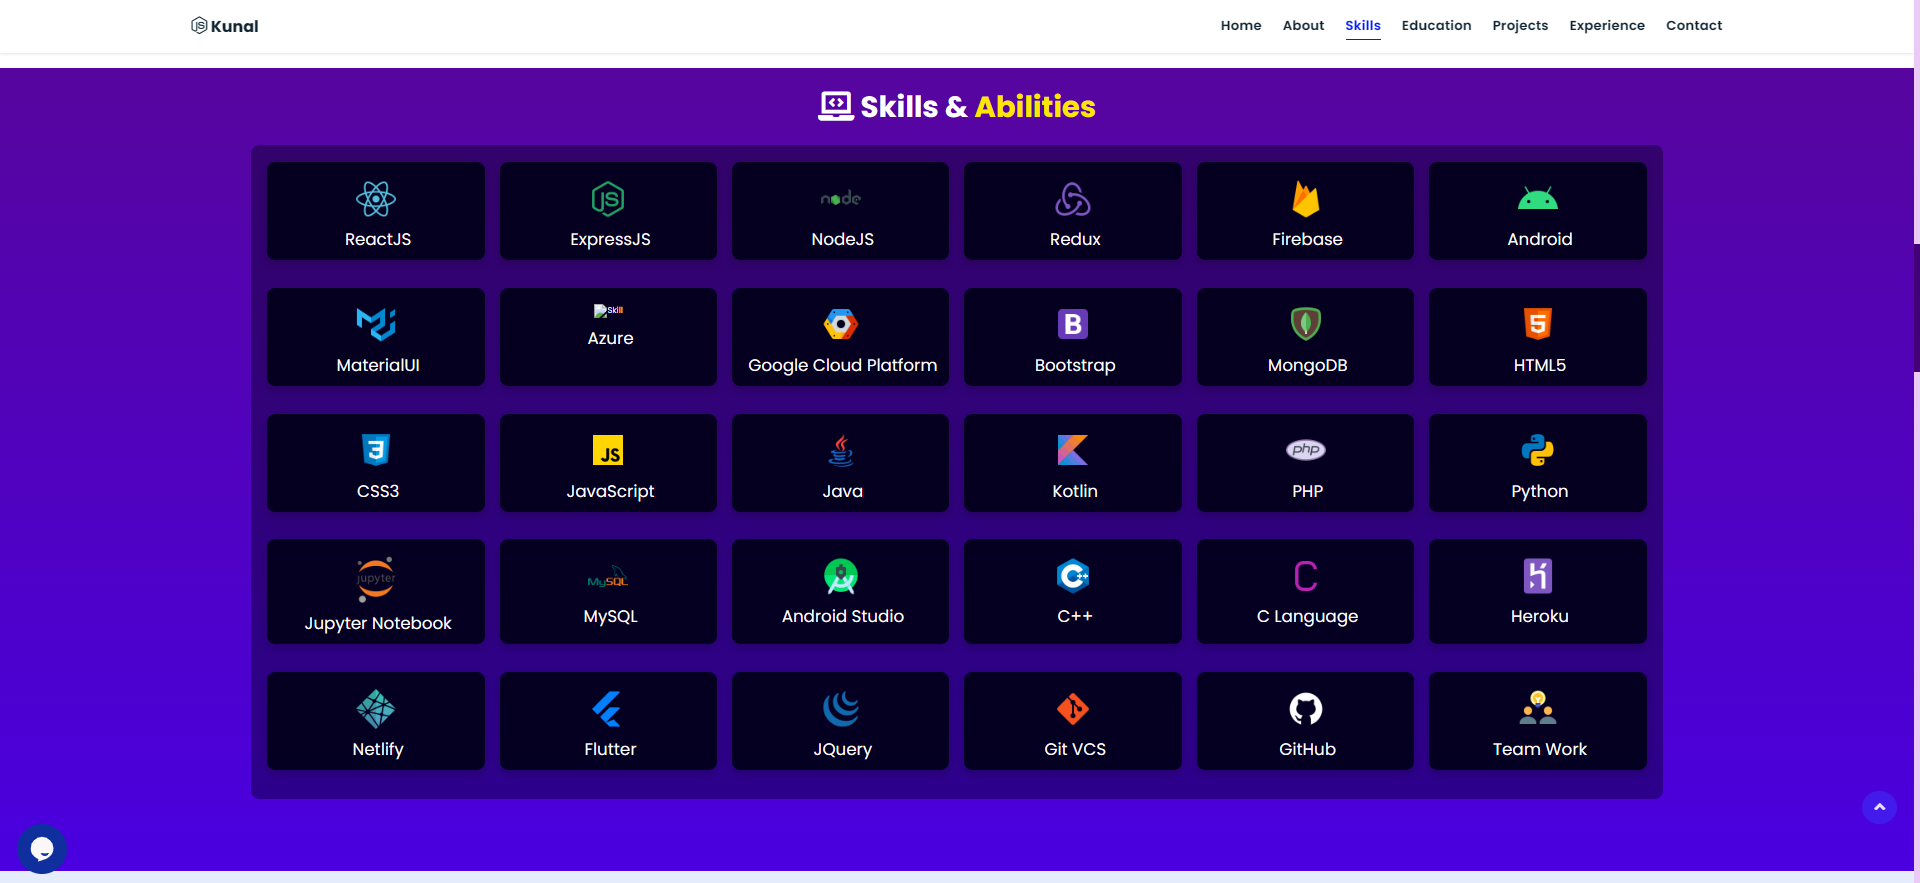 JS Kunal
Home About Skills Education Projects Experience Contact
Skills & Abilities
JS
node
ReactJS ExpressJS NodeJS Redux Firebase Android
Skill
B
5
Azure
MaterialUI Google Cloud Platform Bootstrap MongoDB HTML5
3
JS
php
CSS3 JavaScript Java Kotlin PHP Python
jupyter
MySQL
C++
C
Jupyter Notebook MySQL Android Studio C++ C Language Heroku
Netlify Flutter JQuery Git VCS GitHub Team Work